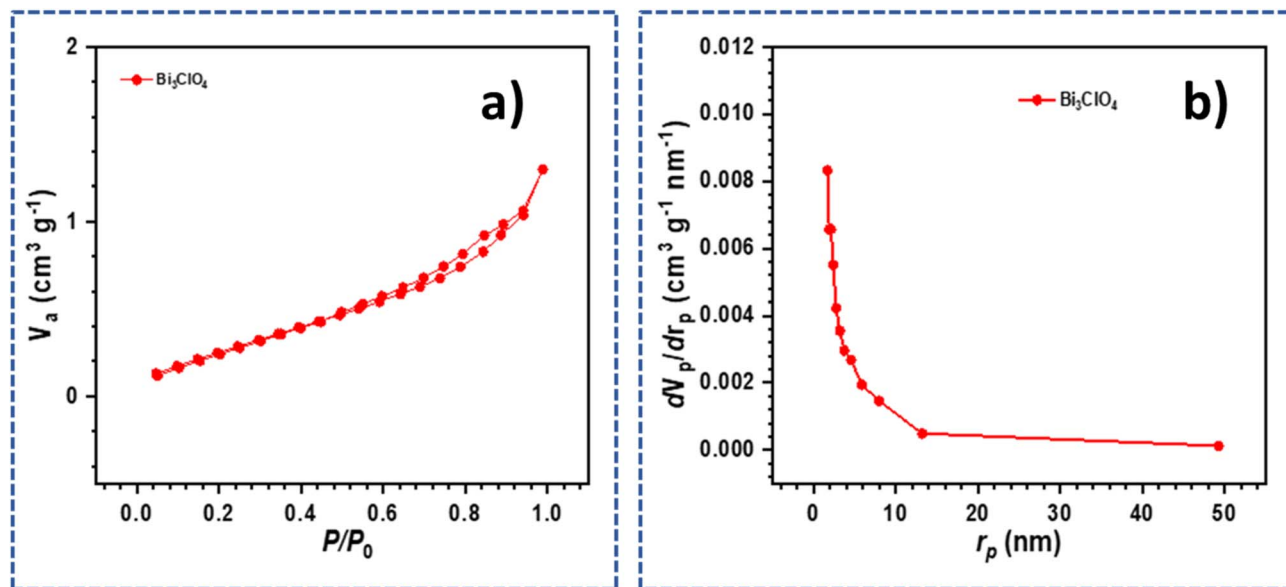 a)
Bi₃ClO₄
2
1
0
Vₐ (cm³ g⁻¹)
0.0 0.2 0.4 0.6 0.8 1.0
P/P₀
b)
Bi₃ClO₄
0.012
0.010
0.008
0.006
0.004
0.002
0.000
dVₚ/drₚ (cm³ g⁻¹ nm⁻¹)
0 10 20 30 40 50
rₚ (nm)